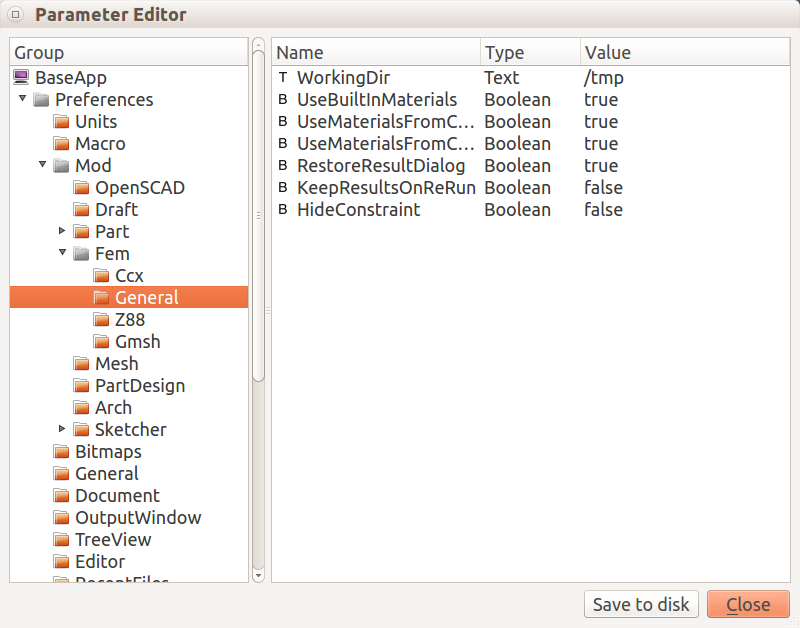 Parameter Editor
Group
BaseApp
Preferences
Units
Macro
Mod
OpenSCAD
Draft
Part
Fem
Ccx
General
Z88
Gmsh
Mesh
PartDesign
Arch
Sketcher
Bitmaps
General
Document
OutputWindow
TreeView
Editor
RecentFiles
Name Type Value
T WorkingDir Text /tmp
B UseBuiltInMaterials Boolean true
B UseMaterialsFromC... Boolean true
B UseMaterialsFromC... Boolean true
B RestoreResultDialog Boolean true
B KeepResultsOnReRun Boolean false
B HideConstraint Boolean false
Save to disk Close